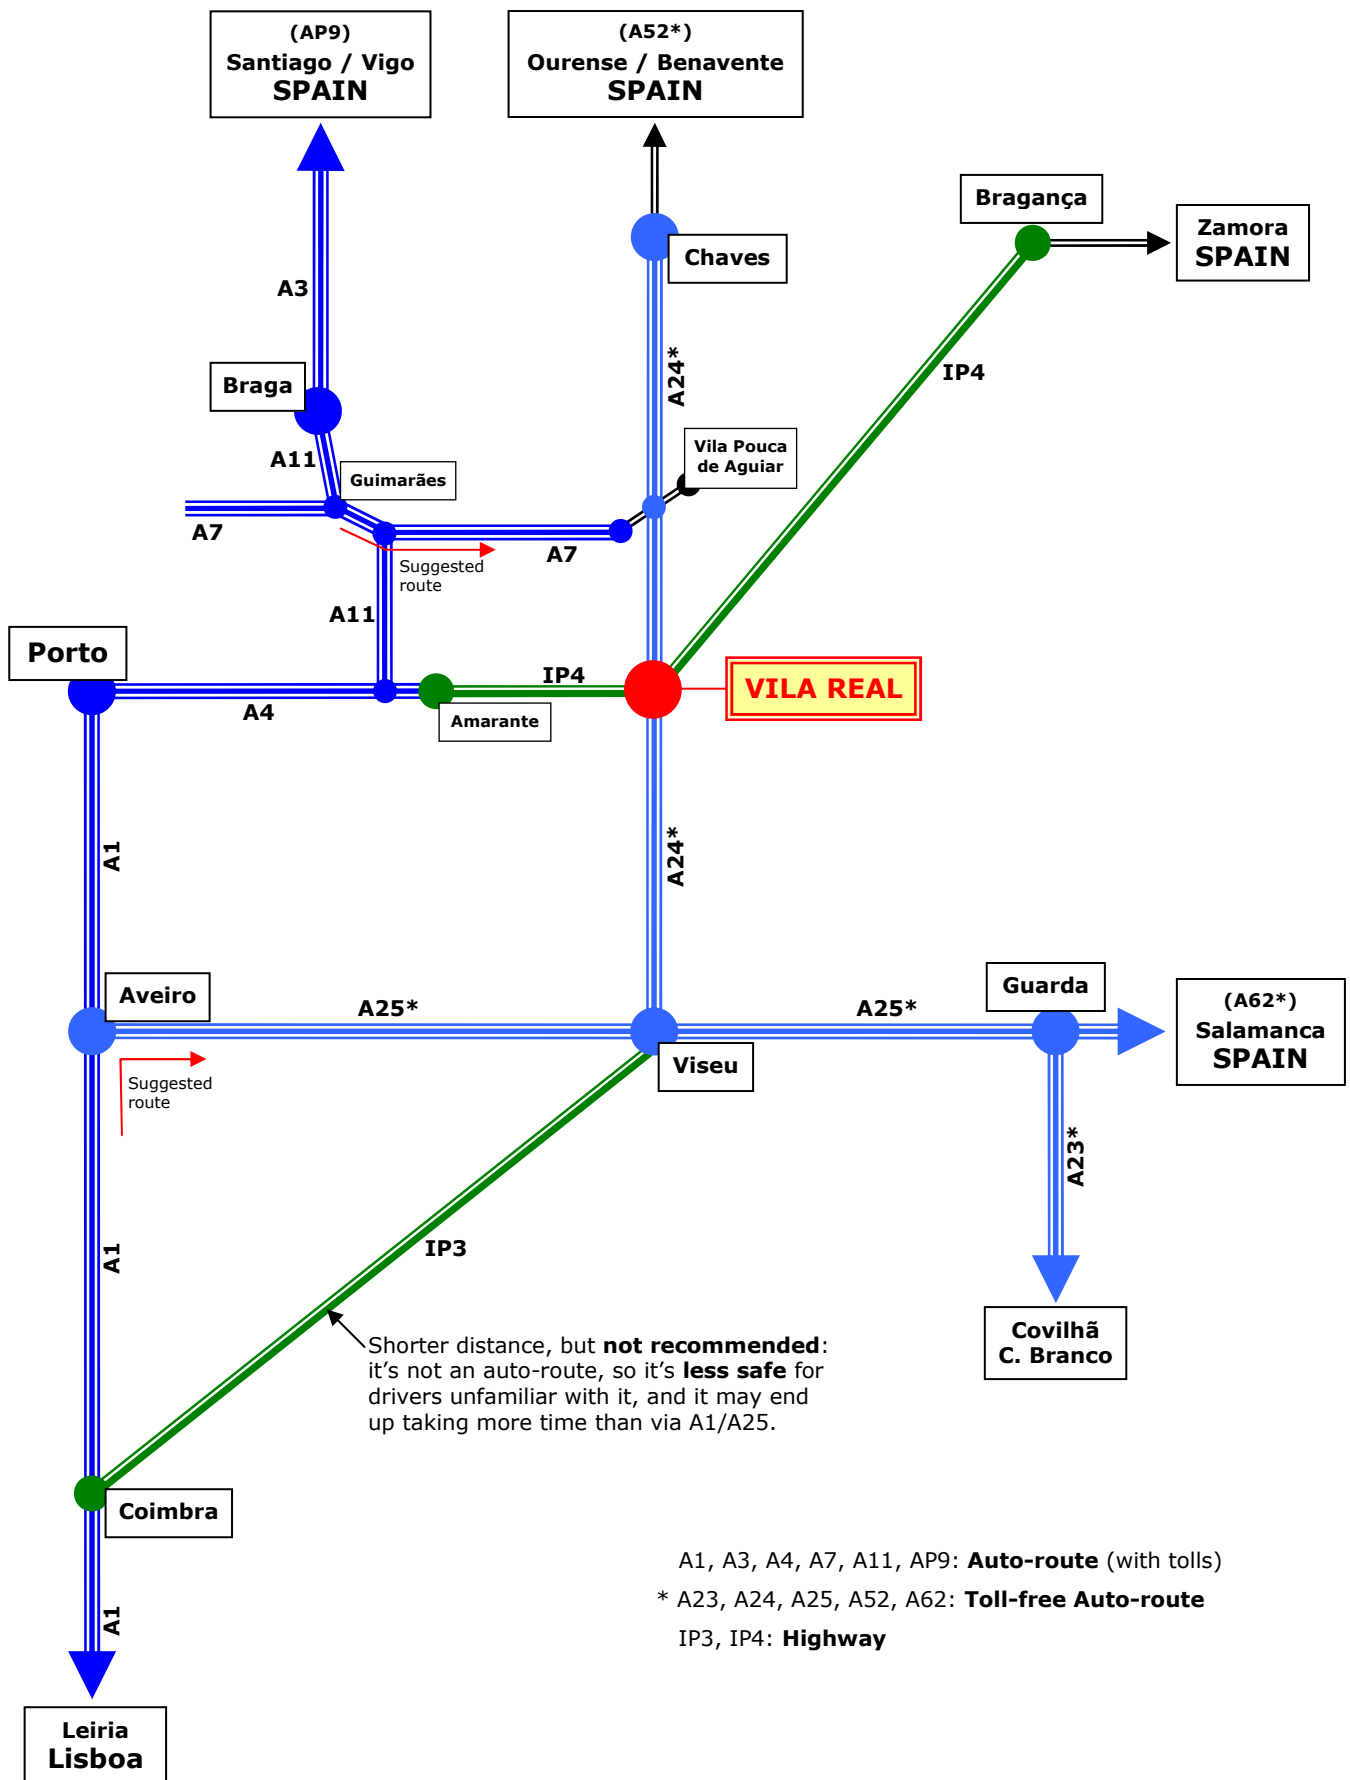 (AP9)
Santiago / Vigo
SPAIN
(A52*)
Ourense / Benavente
SPAIN
Bragança
Zamora
SPAIN
Chaves
A3
A24*
IP4
Braga
A11
Vila Pouca
de Aguiar
Guimarães
A7
A7
Suggested
route
A11
Porto
IP4
VILA REAL
A4
Amarante
A1
A24*
Aveiro
A25*
A25*
Guarda
(A62*)
Salamanca
SPAIN
Viseu
Suggested
route
A23*
A1
IP3
Covilhã
C. Branco
Shorter distance, but not recommended:
it’s not an auto-route, so it’s less safe for
drivers unfamiliar with it, and it may end
up taking more time than via A1/A25.
Coimbra
A1, A3, A4, A7, A11, AP9: Auto-route (with tolls)
* A23, A24, A25, A52, A62: Toll-free Auto-route
IP3, IP4: Highway
A1
Leiria
Lisboa